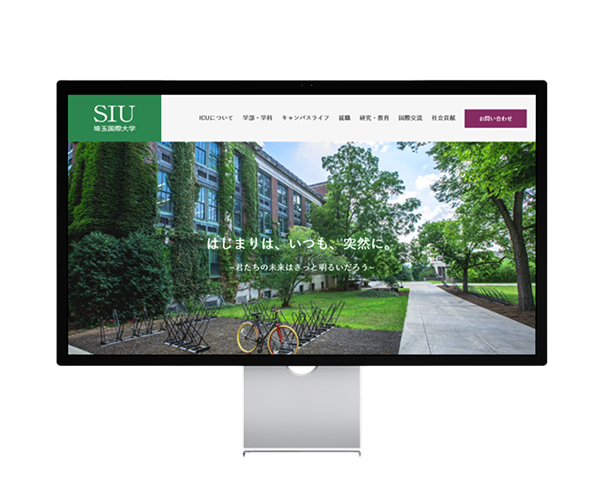 SIU
埼玉国際大学
ICUについて 学部・学科 キャンパスライフ 就職 研究・教育 国際交流 社会貢献 お問い合わせ
はじまりは、いつも、突然に。
~君たちの未来はきっと明るいだろう~